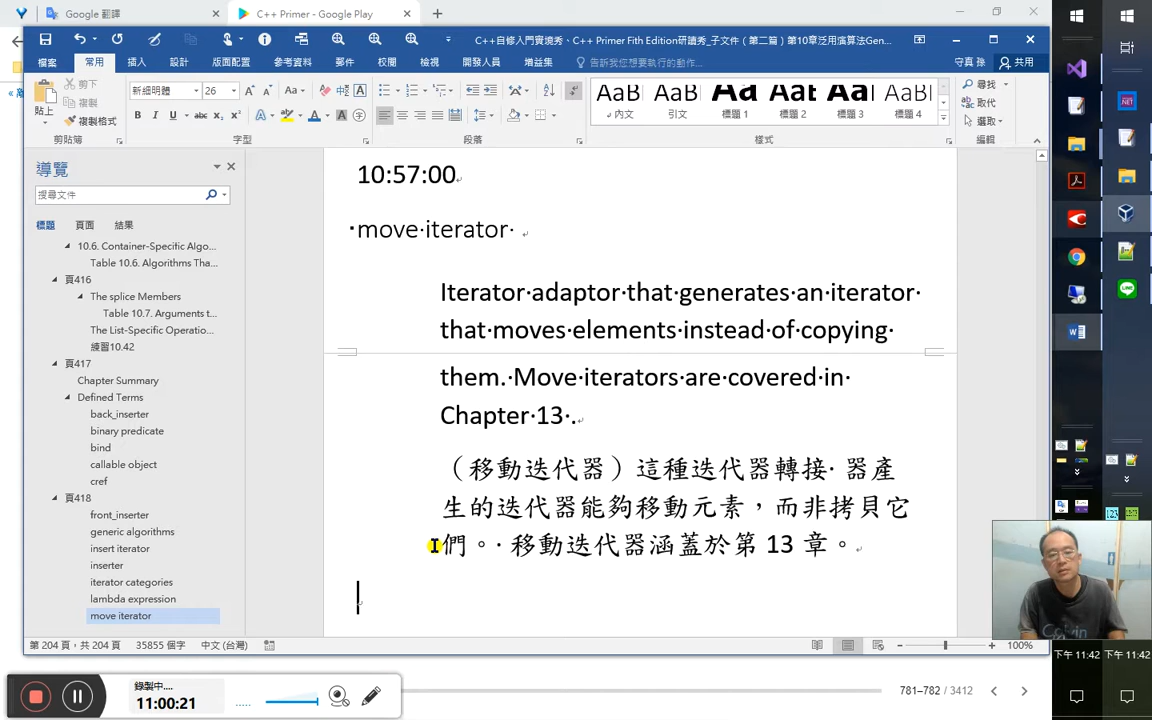 Google 翻譯
C++ Primer - Google Play
C++自修入門實境秀、C++ Primer Fith Edition研讀秀_子文件（第二篇）第10章泛用演算法Gen...
檔案
常用
插入
設計
版面配置
參考資料
郵件
校閱
檢視
開發人員
增益集
告訴我您想要執行的動作...
守真 孫
共用
貼上
剪下
複製
複製格式
剪貼簿
新細明體
26
字型
段落
AaB
內文
AaB
引文
Aa
標題 1
Aab
標題 2
Aal
標題 3
AaB
標題 4
樣式
尋找
取代
選取
編輯
導覽
搜尋文件
標題
頁面
結果
10.6. Container-Specific Algo...
Table 10.6. Algorithms Tha...
頁416
The splice Members
Table 10.7. Arguments t...
The List-Specific Operatio...
練習10.42
頁417
Chapter Summary
Defined Terms
back_inserter
binary predicate
bind
callable object
cref
頁418
front_inserter
generic algorithms
insert iterator
inserter
iterator categories
lambda expression
move iterator
10:57:00
move iterator
Iterator adaptor that generates an iterator
that moves elements instead of copying
them. Move iterators are covered in
Chapter 13 .
（移動迭代器）這種迭代器轉接 器產
生的迭代器能夠移動元素，而非拷貝它
們。 移動迭代器涵蓋於第 13 章。
第 204 頁，共 204 頁
35855 個字
中文 (台灣)
100%
錄製中....
11:00:21
781–782 / 3412
下午 11:42
下午 11:42